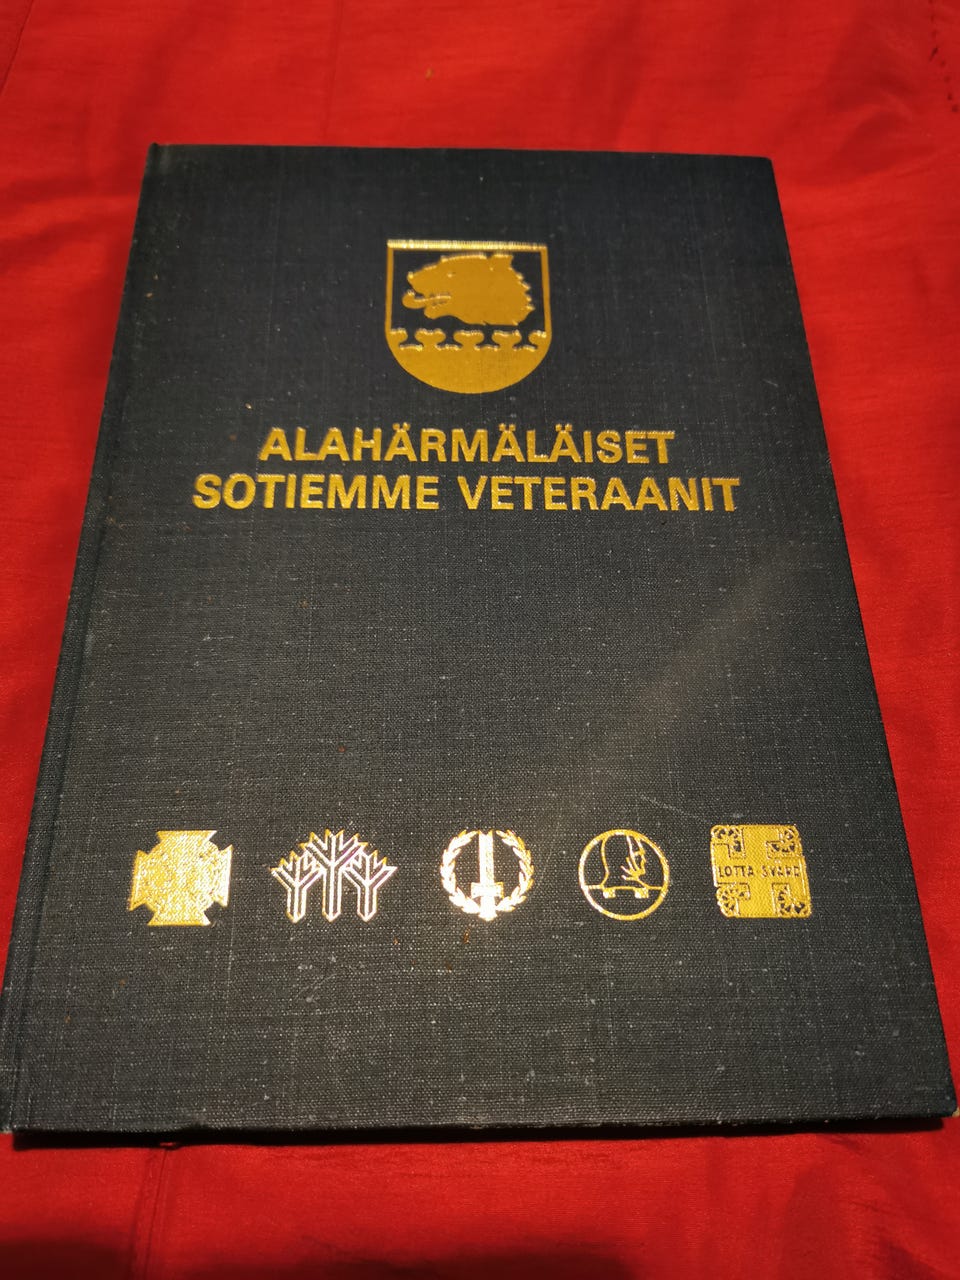 ALAHÄRMÄLÄISET
SOTIEMME VETERAANIT
LOTTA SVÄRD